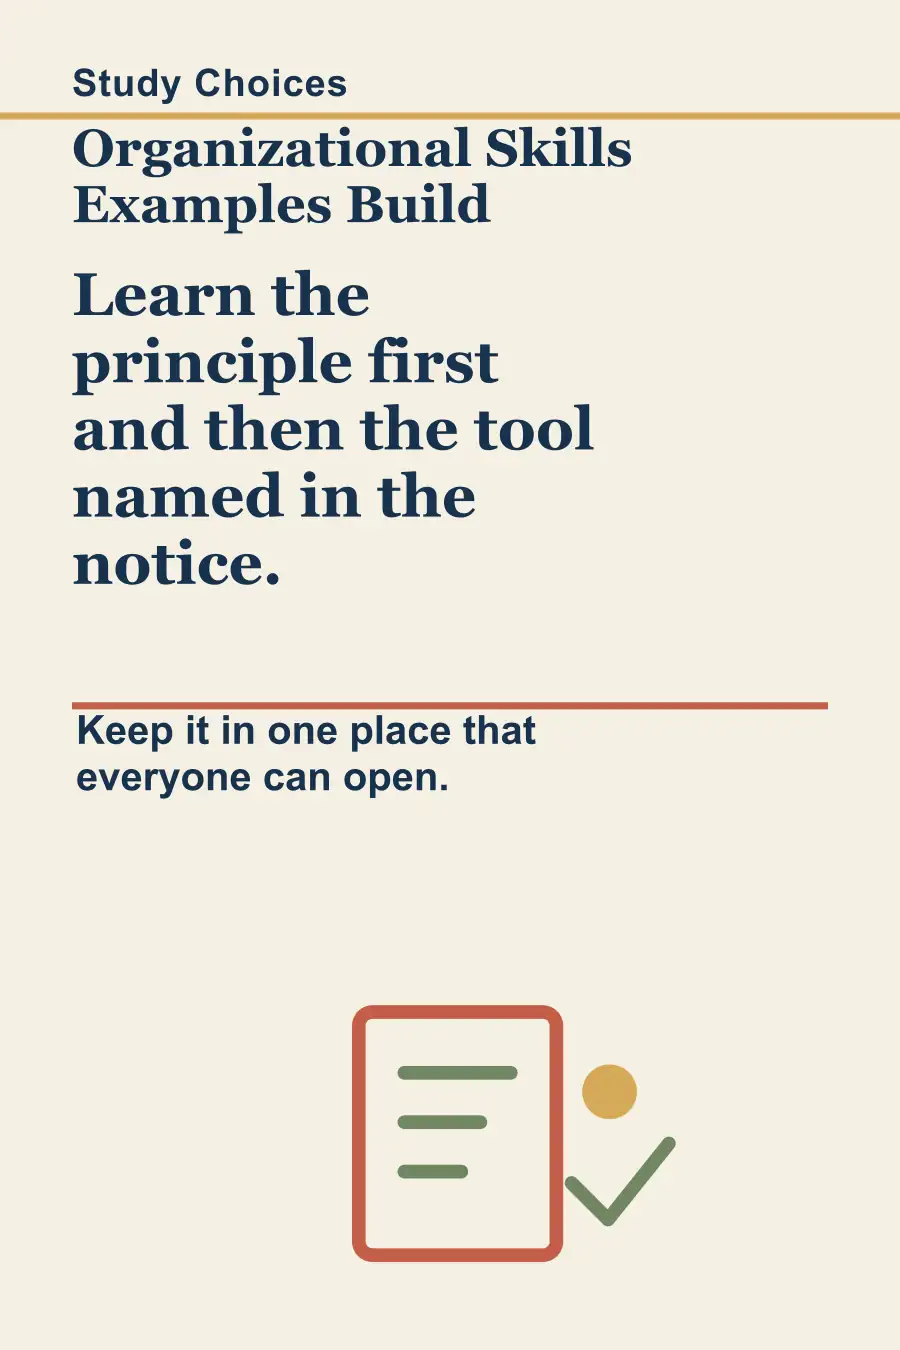 Study Choices
Organizational Skills
Examples Build
Learn the
principle first
and then the tool
named in the
notice.
Keep it in one place that
everyone can open.